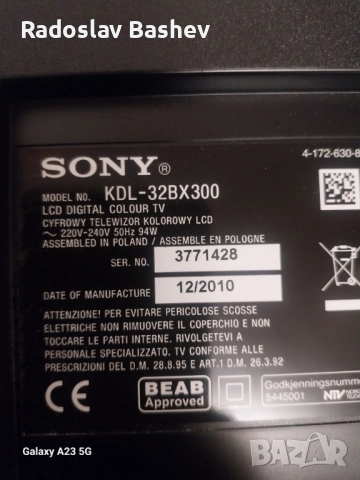 Radoslav Bashev
4-172-630-8
SONY®
MODEL NO. KDL-32BX300
LCD DIGITAL COLOUR TV
CYFROWY TELEWIZOR KOLOROWY LCD
~ 220V-240V 50Hz 94W
ASSEMBLED IN POLAND / ASSEMBLE EN POLOGNE
SER. NO. 3771428
DATE OF MANUFACTURE 12/2010
ATTENZIONE! PER EVITARE PERICOLOSE SCOSSE
ELETTRICHE NON RIMUOVERE IL COPERCHIO E NON
TOCCARE LE PARTI INTERNE. RIVOLGETEVI A
PERSONALE SPECIALIZZATO. TV CONFORME ALLE
PRESCRIZIONI DEL D.M. 28.8.95 E ART.1 D.M. 26.3.92
CE
BEAB
Approved
Godkjenningsnumm
5445001
Galaxy A23 5G
BAZAR